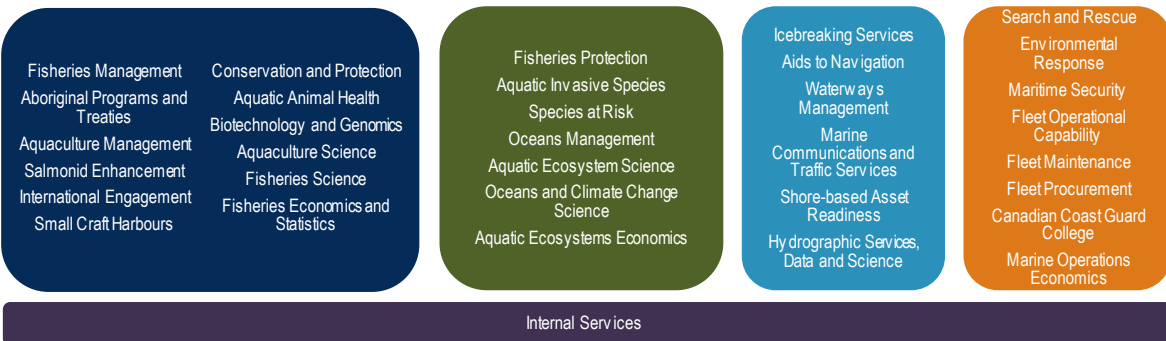 Fisheries Management
Aboriginal Programs and
Treaties
Aquaculture Management
Salmonid Enhancement
International Engagement
Small Craft Harbours
Conservation and Protection
Aquatic Animal Health
Biotechnology and Genomics
Aquaculture Science
Fisheries Science
Fisheries Economics and
Statistics
Fisheries Protection
Aquatic Invasive Species
Species at Risk
Oceans Management
Aquatic Ecosystem Science
Oceans and Climate Change
Science
Aquatic Ecosystems Economics
Icebreaking Services
Aids to Navigation
Waterways
Management
Marine
Communications and
Traffic Services
Shore-based Asset
Readiness
Hydrographic Services,
Data and Science
Search and Rescue
Environmental
Response
Maritime Security
Fleet Operational
Capability
Fleet Maintenance
Fleet Procurement
Canadian Coast Guard
College
Marine Operations
Economics
Internal Services